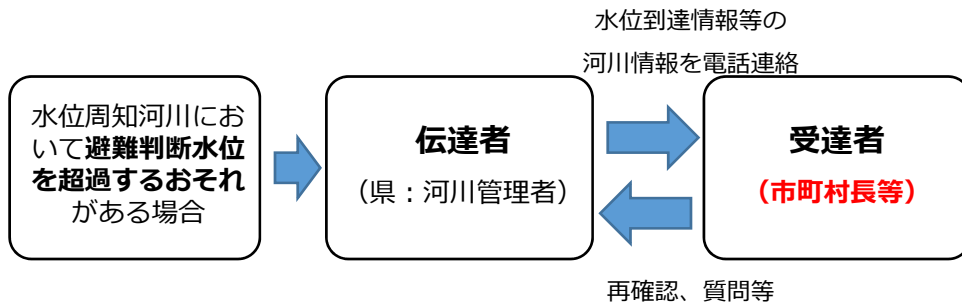 水位到達情報等の
河川情報を電話連絡
水位周知河川にお
いて避難判断水位
を超過するおそれ
がある場合
伝達者
（県：河川管理者）
受達者
（市町村長等）
再確認、質問等